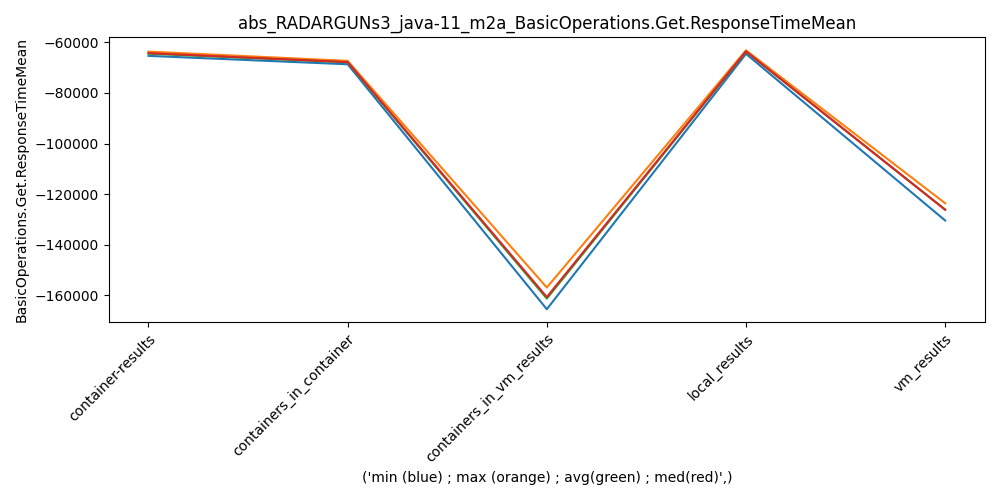 abs_RADARGUNs3_java-11_m2a_BasicOperations.Get.ResponseTimeMean
BasicOperations.Get.ResponseTimeMean
−60000
−80000
−100000
−120000
−140000
−160000
container-results
containers_in_container
containers_in_vm_results
local_results
vm_results
('min (blue) ; max (orange) ; avg(green) ; med(red)',)